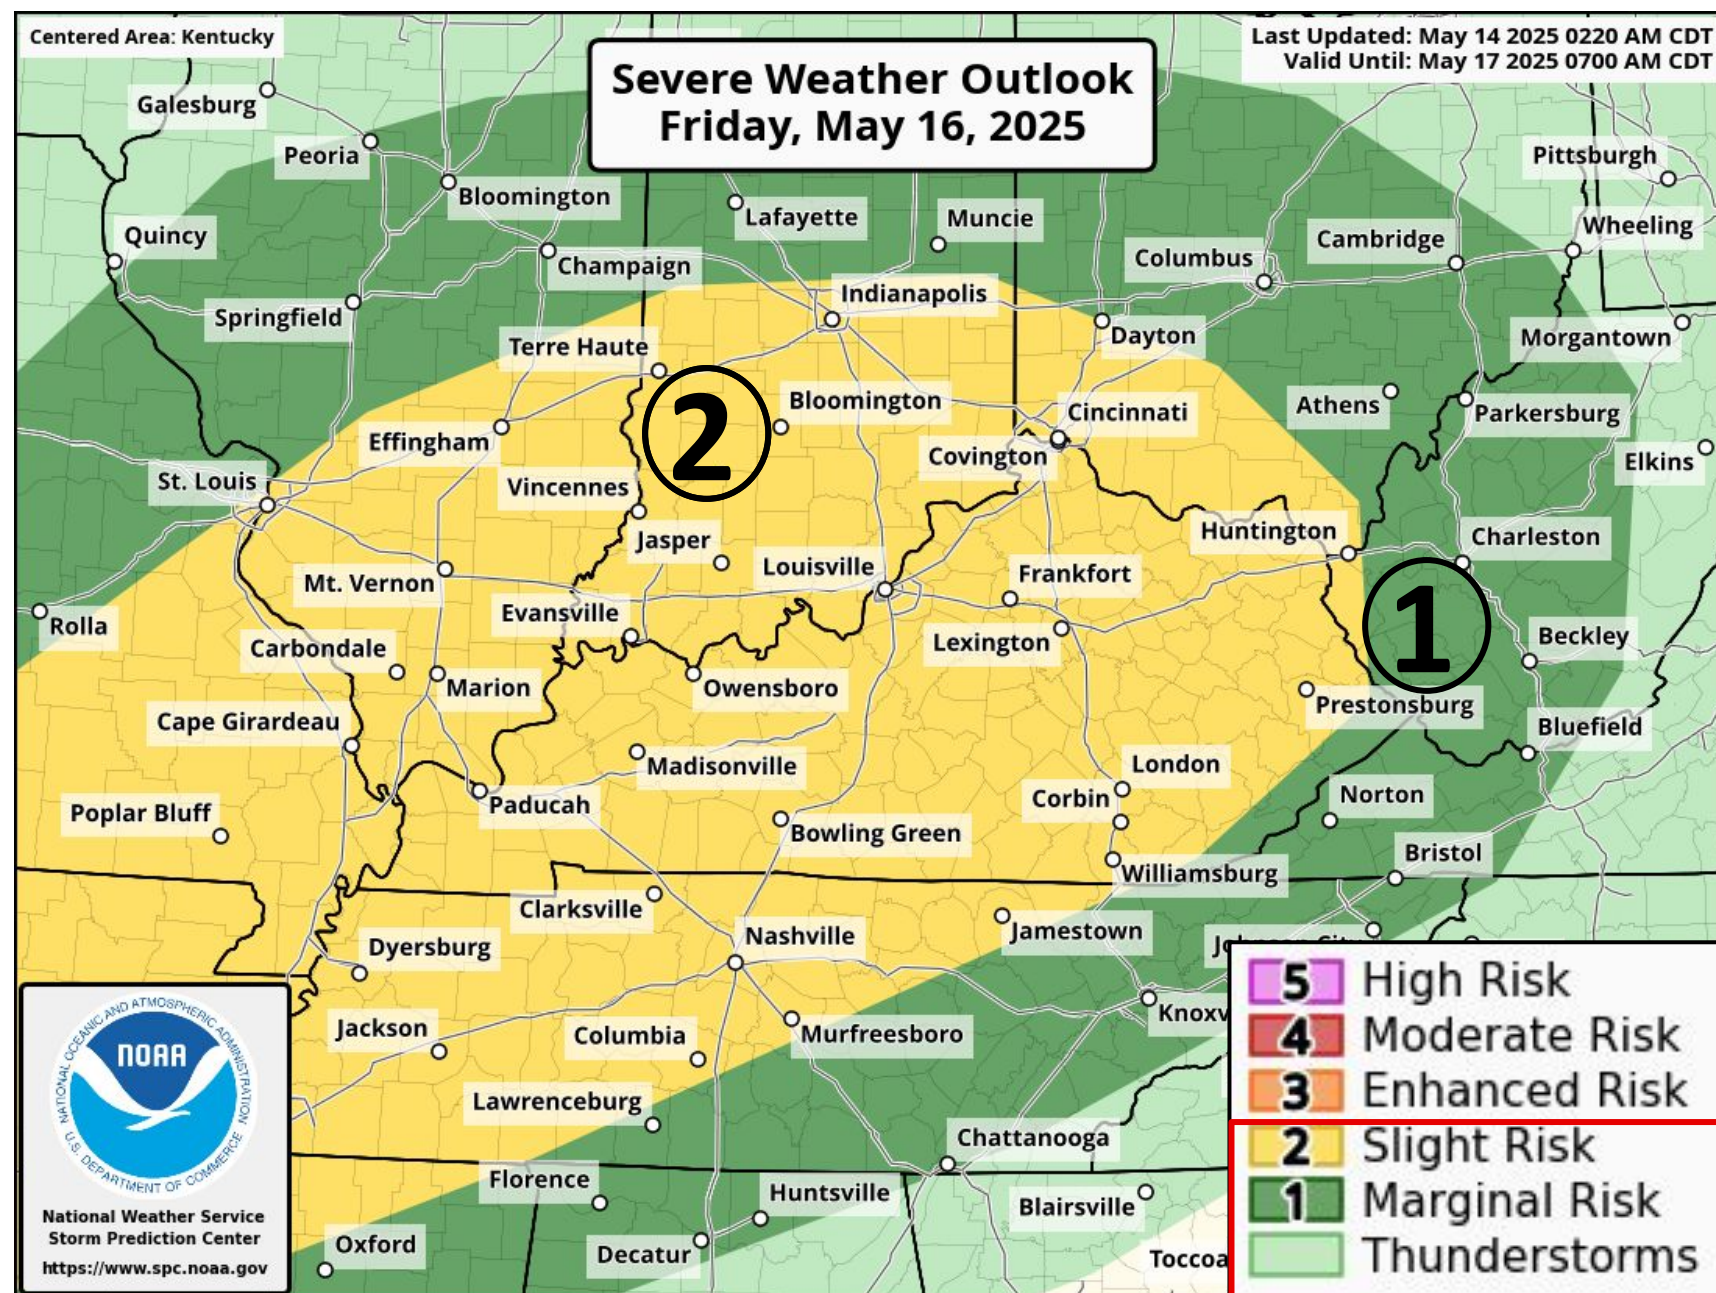 Centered Area: Kentucky
Severe Weather Outlook
Friday, May 16, 2025
Last Updated: May 14 2025 0220 AM CDT
Valid Until: May 17 2025 0700 AM CDT
Galesburg
Peoria
Bloomington
Pittsburgh
Quincy
Lafayette
Muncie
Wheeling
Champaign
Columbus
Cambridge
Springfield
Indianapolis
Terre Haute
Dayton
Morgantown
Bloomington
Cincinnati
Athens
Parkersburg
Effingham
2
Covington
Elkins
St. Louis
Vincennes
Jasper
Huntington
Charleston
Mt. Vernon
Louisville
Frankfort
Rolla
Evansville
1
Carbondale
Lexington
Beckley
Marion
Owensboro
Prestonsburg
Cape Girardeau
Bluefield
Madisonville
London
Poplar Bluff
Paducah
Corbin
Norton
Bowling Green
Bristol
Williamsburg
Clarksville
Dyersburg
Nashville
Jamestown
Jackson
Columbia
Murfreesboro
Knoxv
Lawrenceburg
Chattanooga
Florence
Huntsville
Blairsville
Oxford
Decatur
Toccoa
NATIONAL OCEANIC AND ATMOSPHERIC ADMINISTRATION
NOAA
U.S. DEPARTMENT OF COMMERCE
National Weather Service
Storm Prediction Center
https://www.spc.noaa.gov
5 High Risk
4 Moderate Risk
3 Enhanced Risk
2 Slight Risk
1 Marginal Risk
Thunderstorms